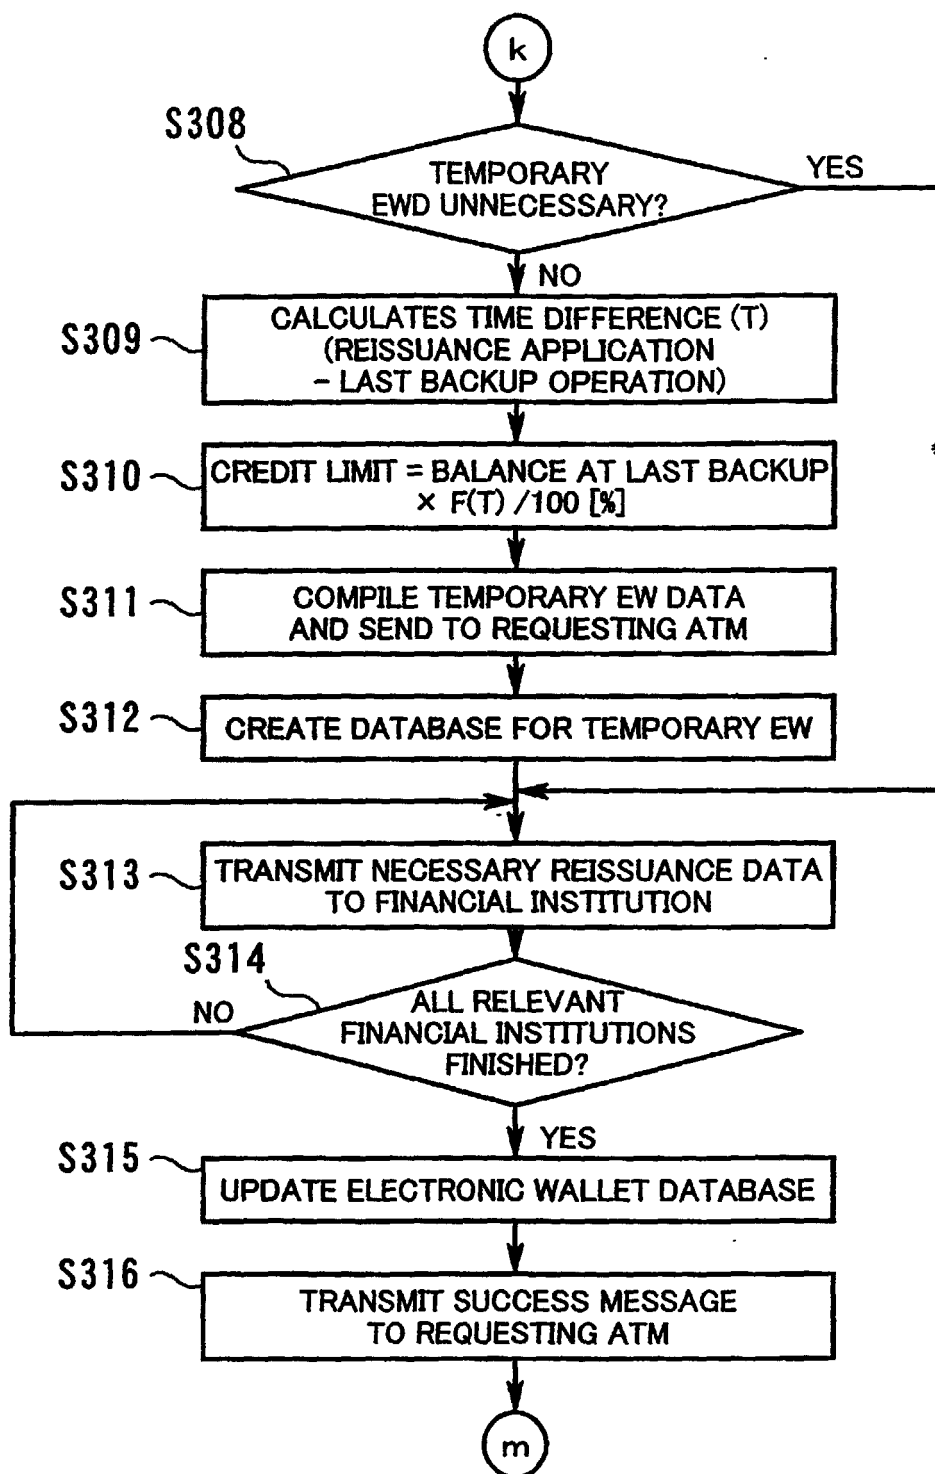 k
S308
TEMPORARY
EWD UNNECESSARY?
YES
NO
S309
CALCULATES TIME DIFFERENCE (T)
(REISSUANCE APPLICATION
– LAST BACKUP OPERATION)
S310
CREDIT LIMIT = BALANCE AT LAST BACKUP
× F(T) /100 [%]
*
S311
COMPILE TEMPORARY EW DATA
AND SEND TO REQUESTING ATM
S312
CREATE DATABASE FOR TEMPORARY EW
S313
TRANSMIT NECESSARY REISSUANCE DATA
TO FINANCIAL INSTITUTION
S314
NO
ALL RELEVANT
FINANCIAL INSTITUTIONS
FINISHED?
YES
S315
UPDATE ELECTRONIC WALLET DATABASE
S316
TRANSMIT SUCCESS MESSAGE
TO REQUESTING ATM
m